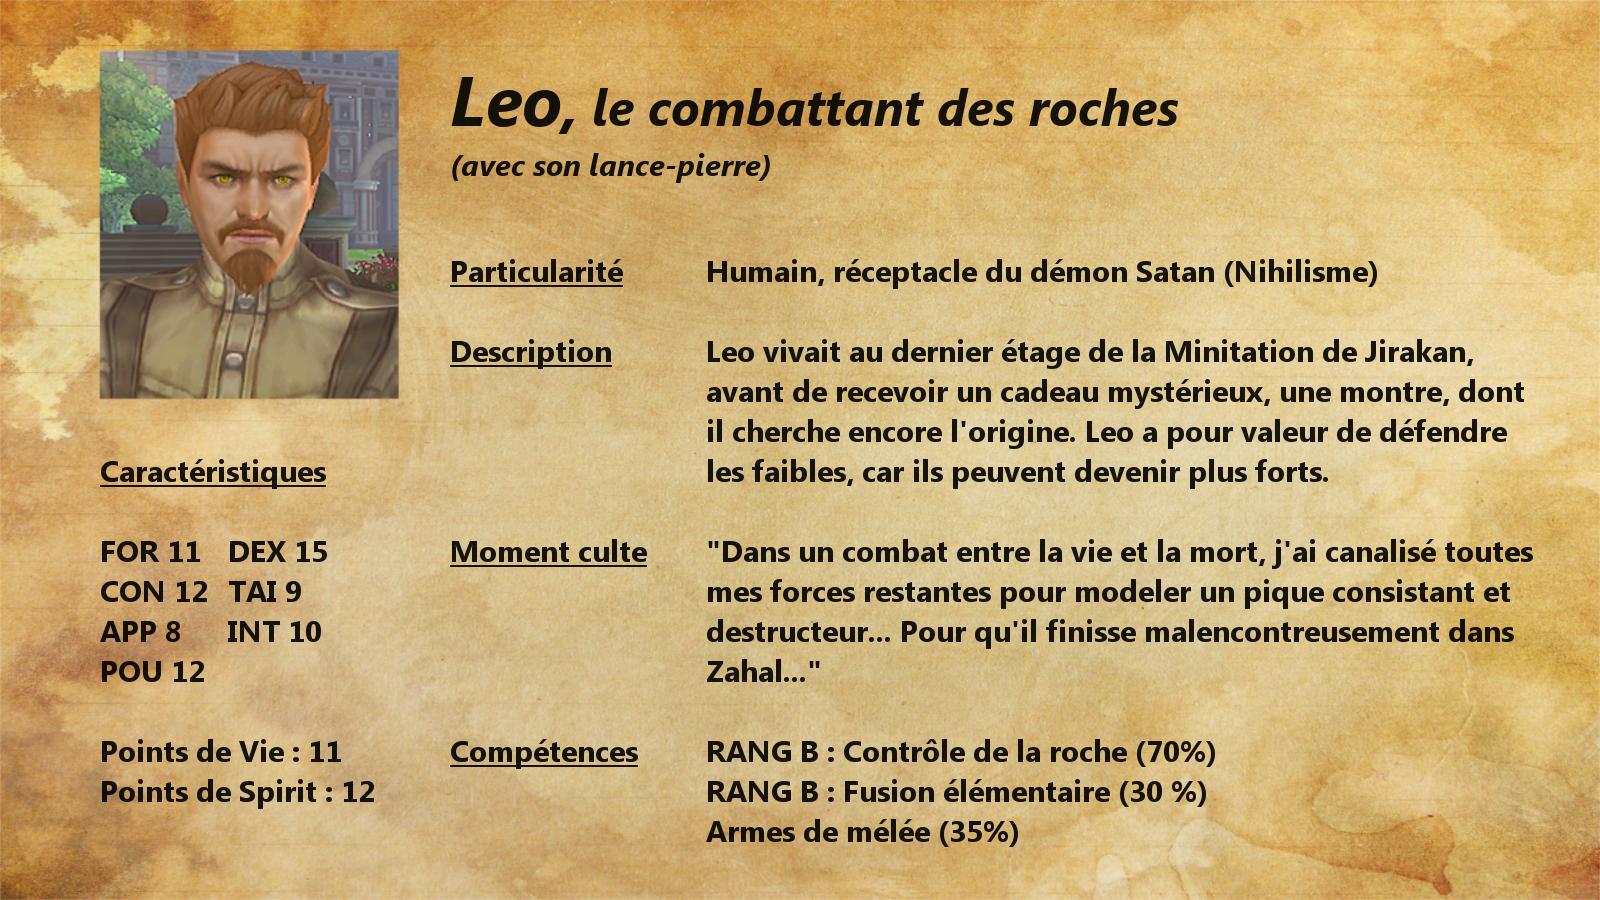 Leo, le combattant des roches
(avec son lance-pierre)
Particularité
Humain, réceptacle du démon Satan (Nihilisme)
Description
Leo vivait au dernier étage de la Minitation de Jirakan,
avant de recevoir un cadeau mystérieux, une montre, dont
il cherche encore l'origine. Leo a pour valeur de défendre
les faibles, car ils peuvent devenir plus forts.
Caractéristiques
FOR 11 DEX 15
CON 12 TAI 9
APP 8 INT 10
POU 12
Points de Vie : 11
Points de Spirit : 12
Moment culte
"Dans un combat entre la vie et la mort, j'ai canalisé toutes
mes forces restantes pour modeler un pique consistant et
destructeur... Pour qu'il finisse malencontreusement dans
Zahal..."
Compétences
RANG B : Contrôle de la roche (70%)
RANG B : Fusion élémentaire (30 %)
Armes de mélée (35%)